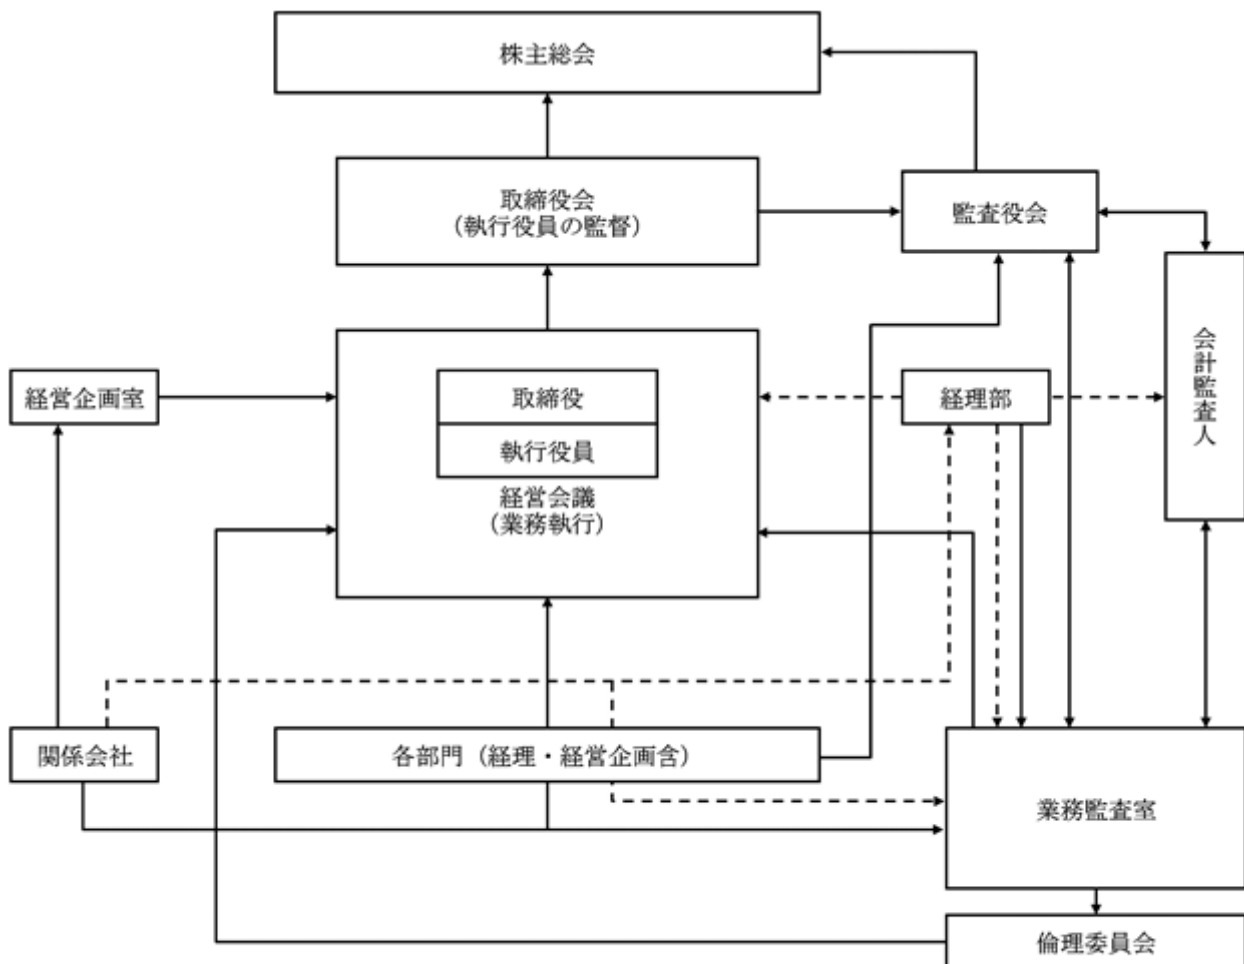 株主総会
取締役会
(執行役員の監督)
監査役会
会計監査人
経営企画室
取締役
執行役員
経営会議
(業務執行)
経理部
関係会社
各部門 (経理・経営企画含)
業務監査室
倫理委員会